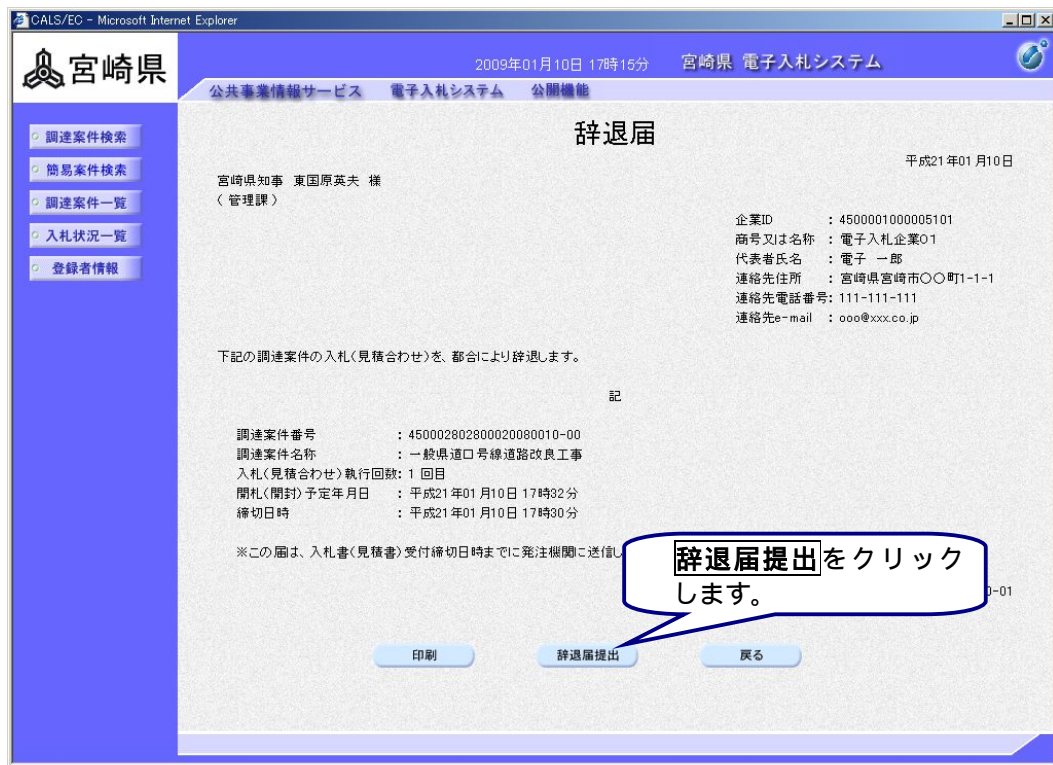 CALS/EC - Microsoft Internet Explorer
宮崎県
2009年01月10日 17時15分
宮崎県 電子入札システム
公共事業情報サービス 電子入札システム 公開機能
調達案件検索
簡易案件検索
調達案件一覧
入札状況一覧
登録者情報
辞退届
平成21年01月10日
宮崎県知事 東国原英夫 様
(管理課)
企業ID : 4500001000005101
商号又は名称 : 電子入札企業01
代表者氏名 : 電子 一郎
連絡先住所 : 宮崎県宮崎市○○町1-1-1
連絡先電話番号: 111-111-111
連絡先e-mail : ooo@xxx.co.jp
下記の調達案件の入札(見積合わせ)を、都合により辞退します。
記
調達案件番号 : 450002802800020080010-00
調達案件名称 : 一般県道口号線道路改良工事
入札(見積合わせ)執行回数: 1 回目
開札(開封)予定年月日 : 平成21年01月10日 17時32分
締切日時 : 平成21年01月10日 17時30分
※この届は、入札書(見積書)受付締切日時までに発注機関に送信し
-01
辞退届提出をクリック
します。
印刷 辞退届提出 戻る